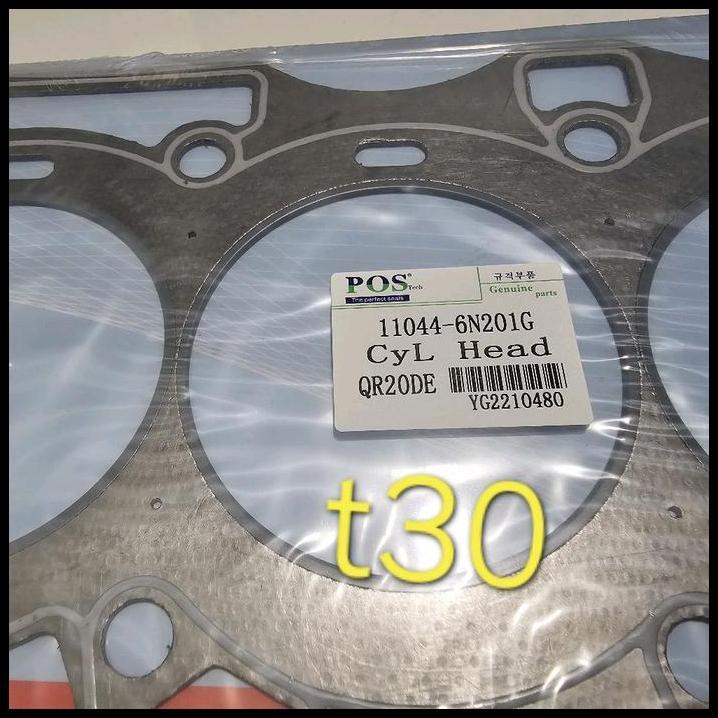 POS® Tech
The perfect seals
규격부품
Genuine parts
11044-6N201G
CyL Head
QR20DE
YG2210480
t30